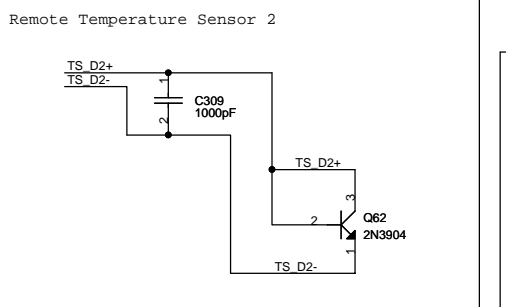 Remote Temperature Sensor 2
TS_D2+
TS_D2-
1
C309
1000pF
2
TS_D2+
3
2
Q62
2N3904
1
TS_D2-